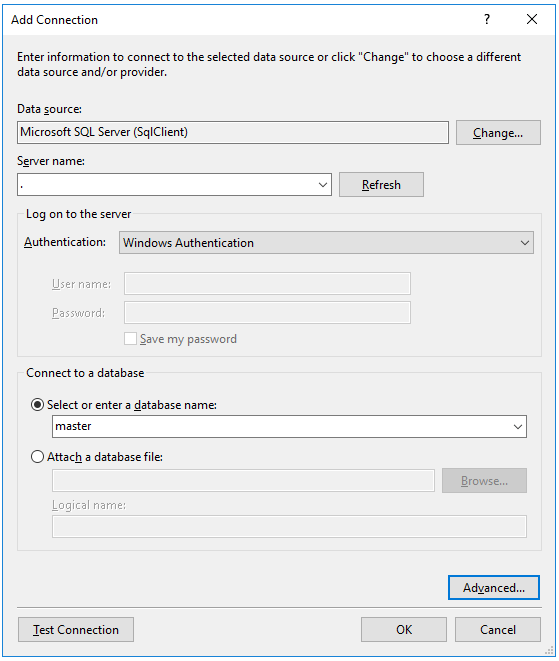 Add Connection ?
Enter information to connect to the selected data source or click "Change" to choose a different
data source and/or provider.
Data source:
Microsoft SQL Server (SqlClient) Change...
Server name:
. Refresh
Log on to the server
Authentication: Windows Authentication
User name:
Password:
Save my password
Connect to a database
Select or enter a database name:
master
Attach a database file:
Browse...
Logical name:
Advanced...
Test Connection OK Cancel